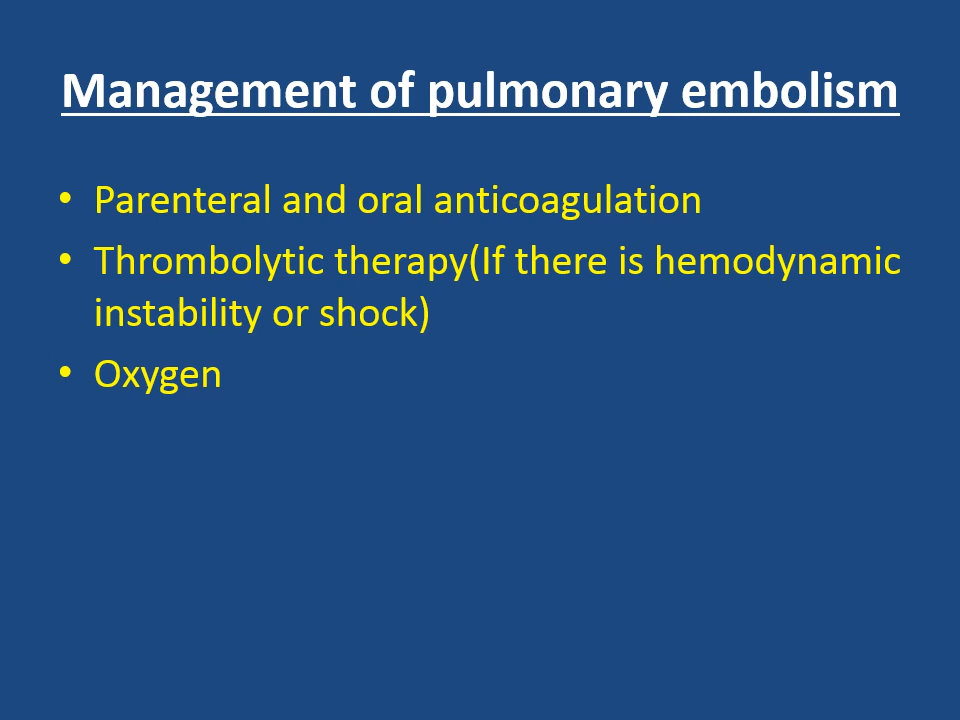 Management of pulmonary embolism
• Parenteral and oral anticoagulation
• Thrombolytic therapy(If there is hemodynamic
instability or shock)
• Oxygen